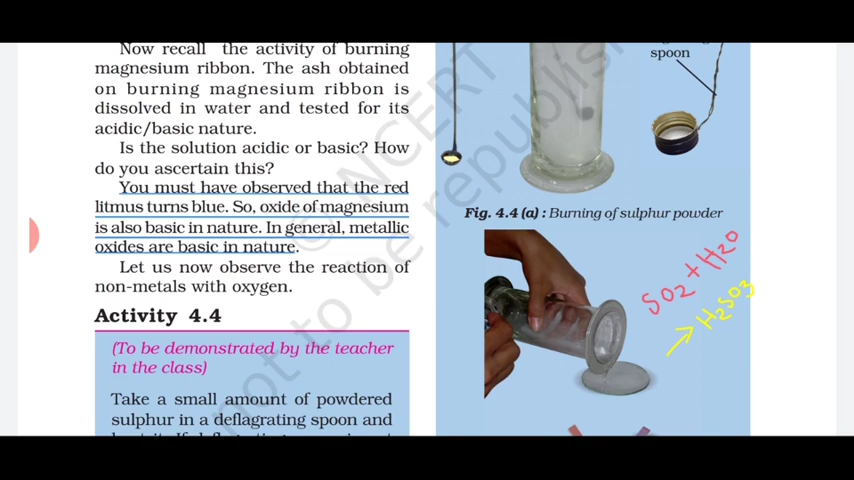 Now recall the activity of burning
magnesium ribbon. The ash obtained
on burning magnesium ribbon is
dissolved in water and tested for its
acidic/basic nature.
Is the solution acidic or basic? How
do you ascertain this?
You must have observed that the red
litmus turns blue. So, oxide of magnesium
is also basic in nature. In general, metallic
oxides are basic in nature.
Let us now observe the reaction of
non-metals with oxygen.
Activity 4.4
(To be demonstrated by the teacher
in the class)
Take a small amount of powdered
sulphur in a deflagrating spoon and
spoon
Fig. 4.4 (a) : Burning of sulphur powder
SO2 + H2O
→ H2SO3
© NCERT
not to be republish